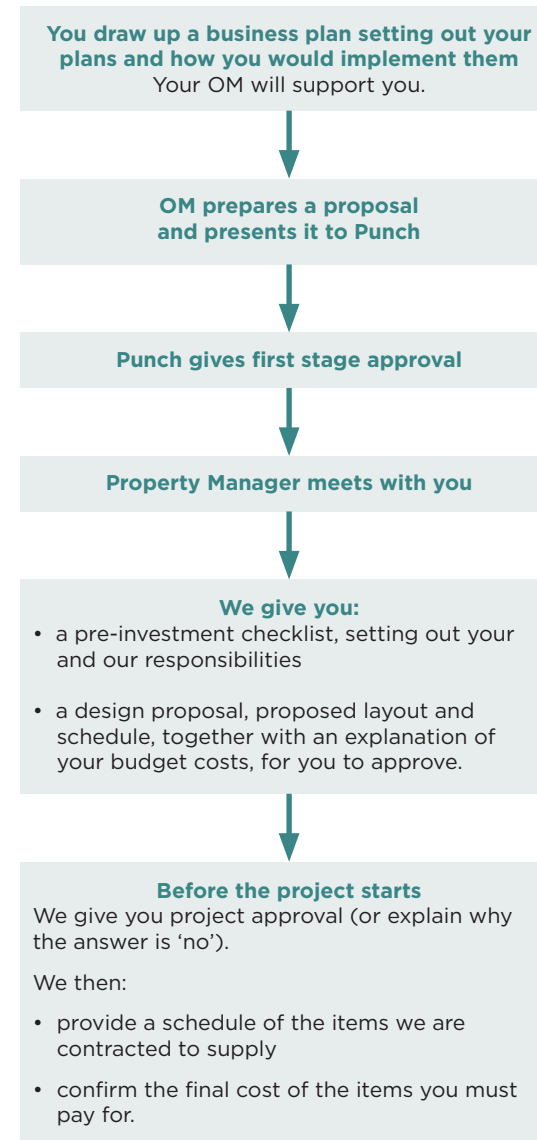 You draw up a business plan setting out your
plans and how you would implement them
Your OM will support you.
OM prepares a proposal
and presents it to Punch
Punch gives first stage approval
Property Manager meets with you
We give you:
• a pre-investment checklist, setting out your
and our responsibilities
• a design proposal, proposed layout and
schedule, together with an explanation of
your budget costs, for you to approve.
Before the project starts
We give you project approval (or explain why
the answer is ‘no’).
We then:
• provide a schedule of the items we are
contracted to supply
• confirm the final cost of the items you must
pay for.